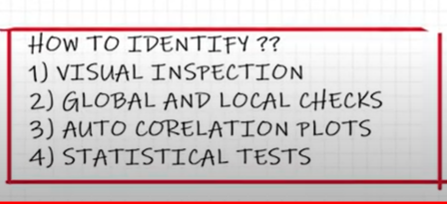 HOW TO IDENTIFY ??
1) VISUAL INSPECTION
2) GLOBAL AND LOCAL CHECKS
3) AUTO CORELATION PLOTS
4) STATISTICAL TESTS